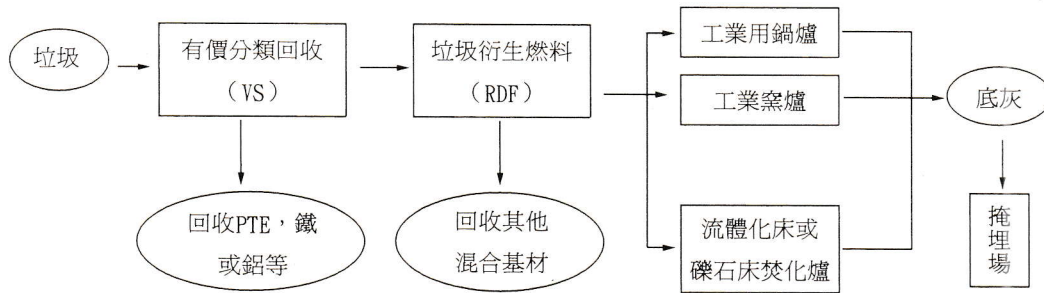 垃圾
有價分類回收
（VS）
垃圾衍生燃料
（RDF）
工業用鍋爐
工業窯爐
流體化床或
礫石床焚化爐
底灰
回收PTE，鐵
或鋁等
回收其他
混合基材
掩埋場